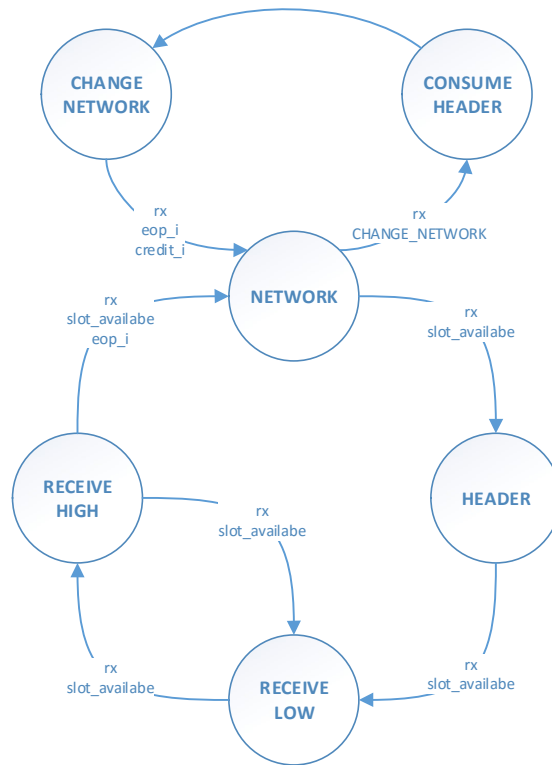 CHANGE
NETWORK
CONSUME
HEADER
rx
eop_i
credit_i
rx
CHANGE_NETWORK
NETWORK
rx
slot_availabe
eop_i
rx
slot_availabe
RECEIVE
HIGH
HEADER
rx
slot_availabe
rx
slot_availabe
rx
slot_availabe
RECEIVE
LOW